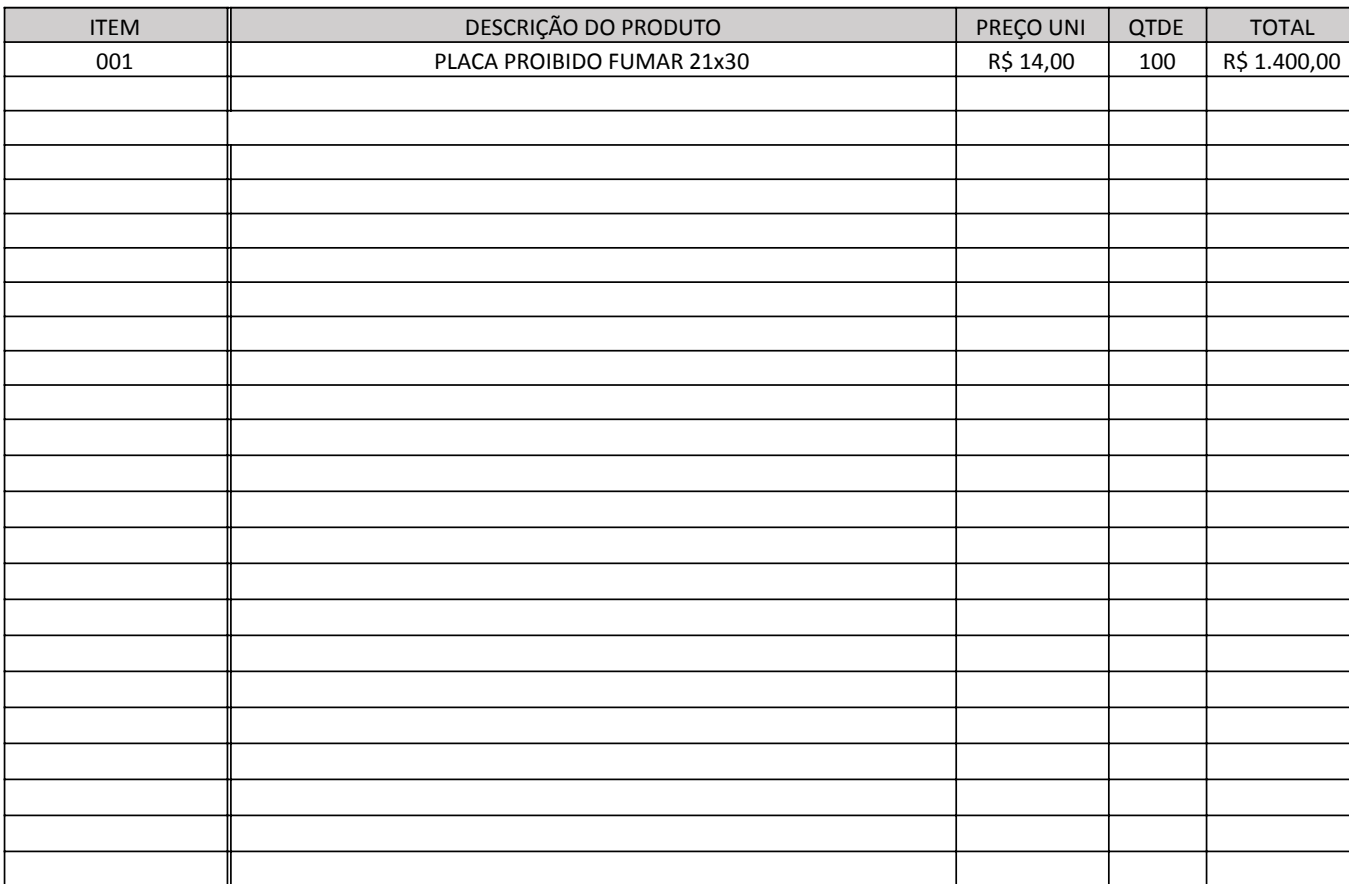 ITEM DESCRIÇÃO DO PRODUTO PREÇO UNI QTDE TOTAL
001 PLACA PROIBIDO FUMAR 21x30 R$ 14,00 100 R$ 1.400,00